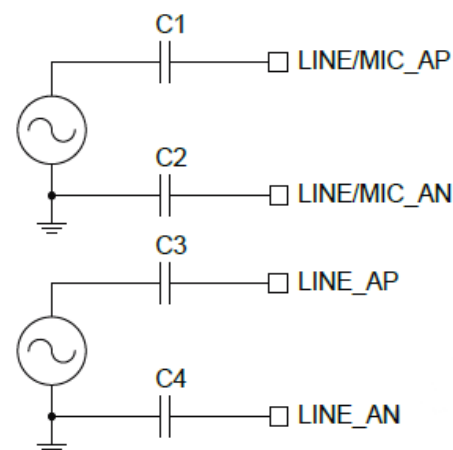 C1
LINE/MIC_AP
C2
LINE/MIC_AN
C3
LINE_AP
C4
LINE_AN